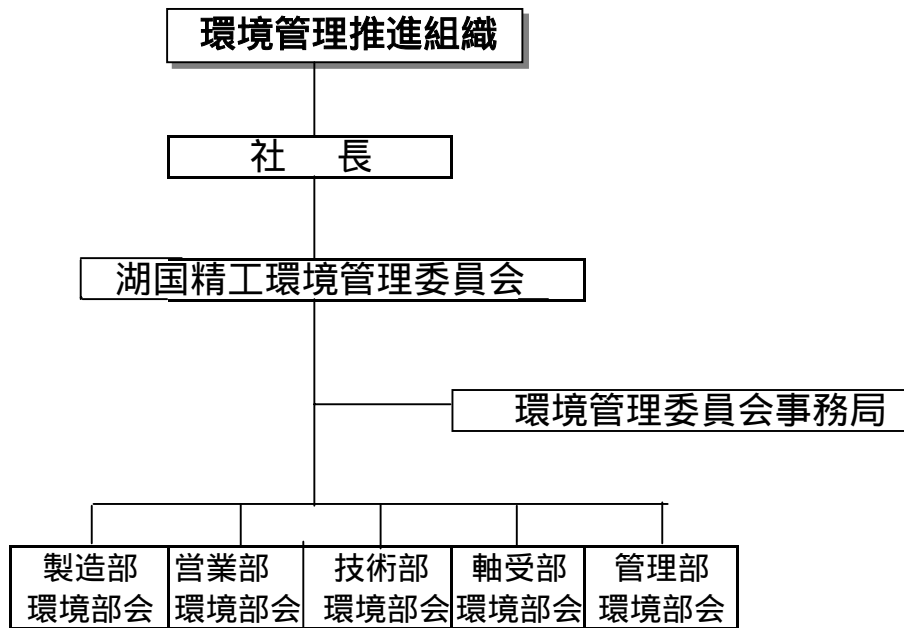 環境管理推進組織
社　長
湖国精工環境管理委員会
環境管理委員会事務局
製造部
環境部会
営業部
環境部会
技術部
環境部会
軸受部
環境部会
管理部
環境部会